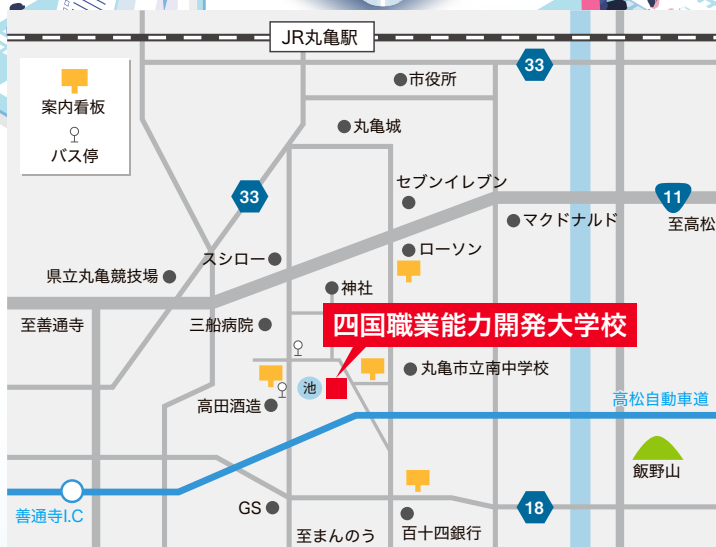 JR丸亀駅
33
市役所
案内看板
バス停
丸亀城
セブンイレブン
33
11
マクドナルド
至高松
ローソン
スシロー
県立丸亀競技場
神社
至善通寺
三船病院
四国職業能力開発大学校
丸亀市立南中学校
池
高松自動車道
高田酒造
飯野山
善通寺I.C
GS
18
至まんのう
百十四銀行